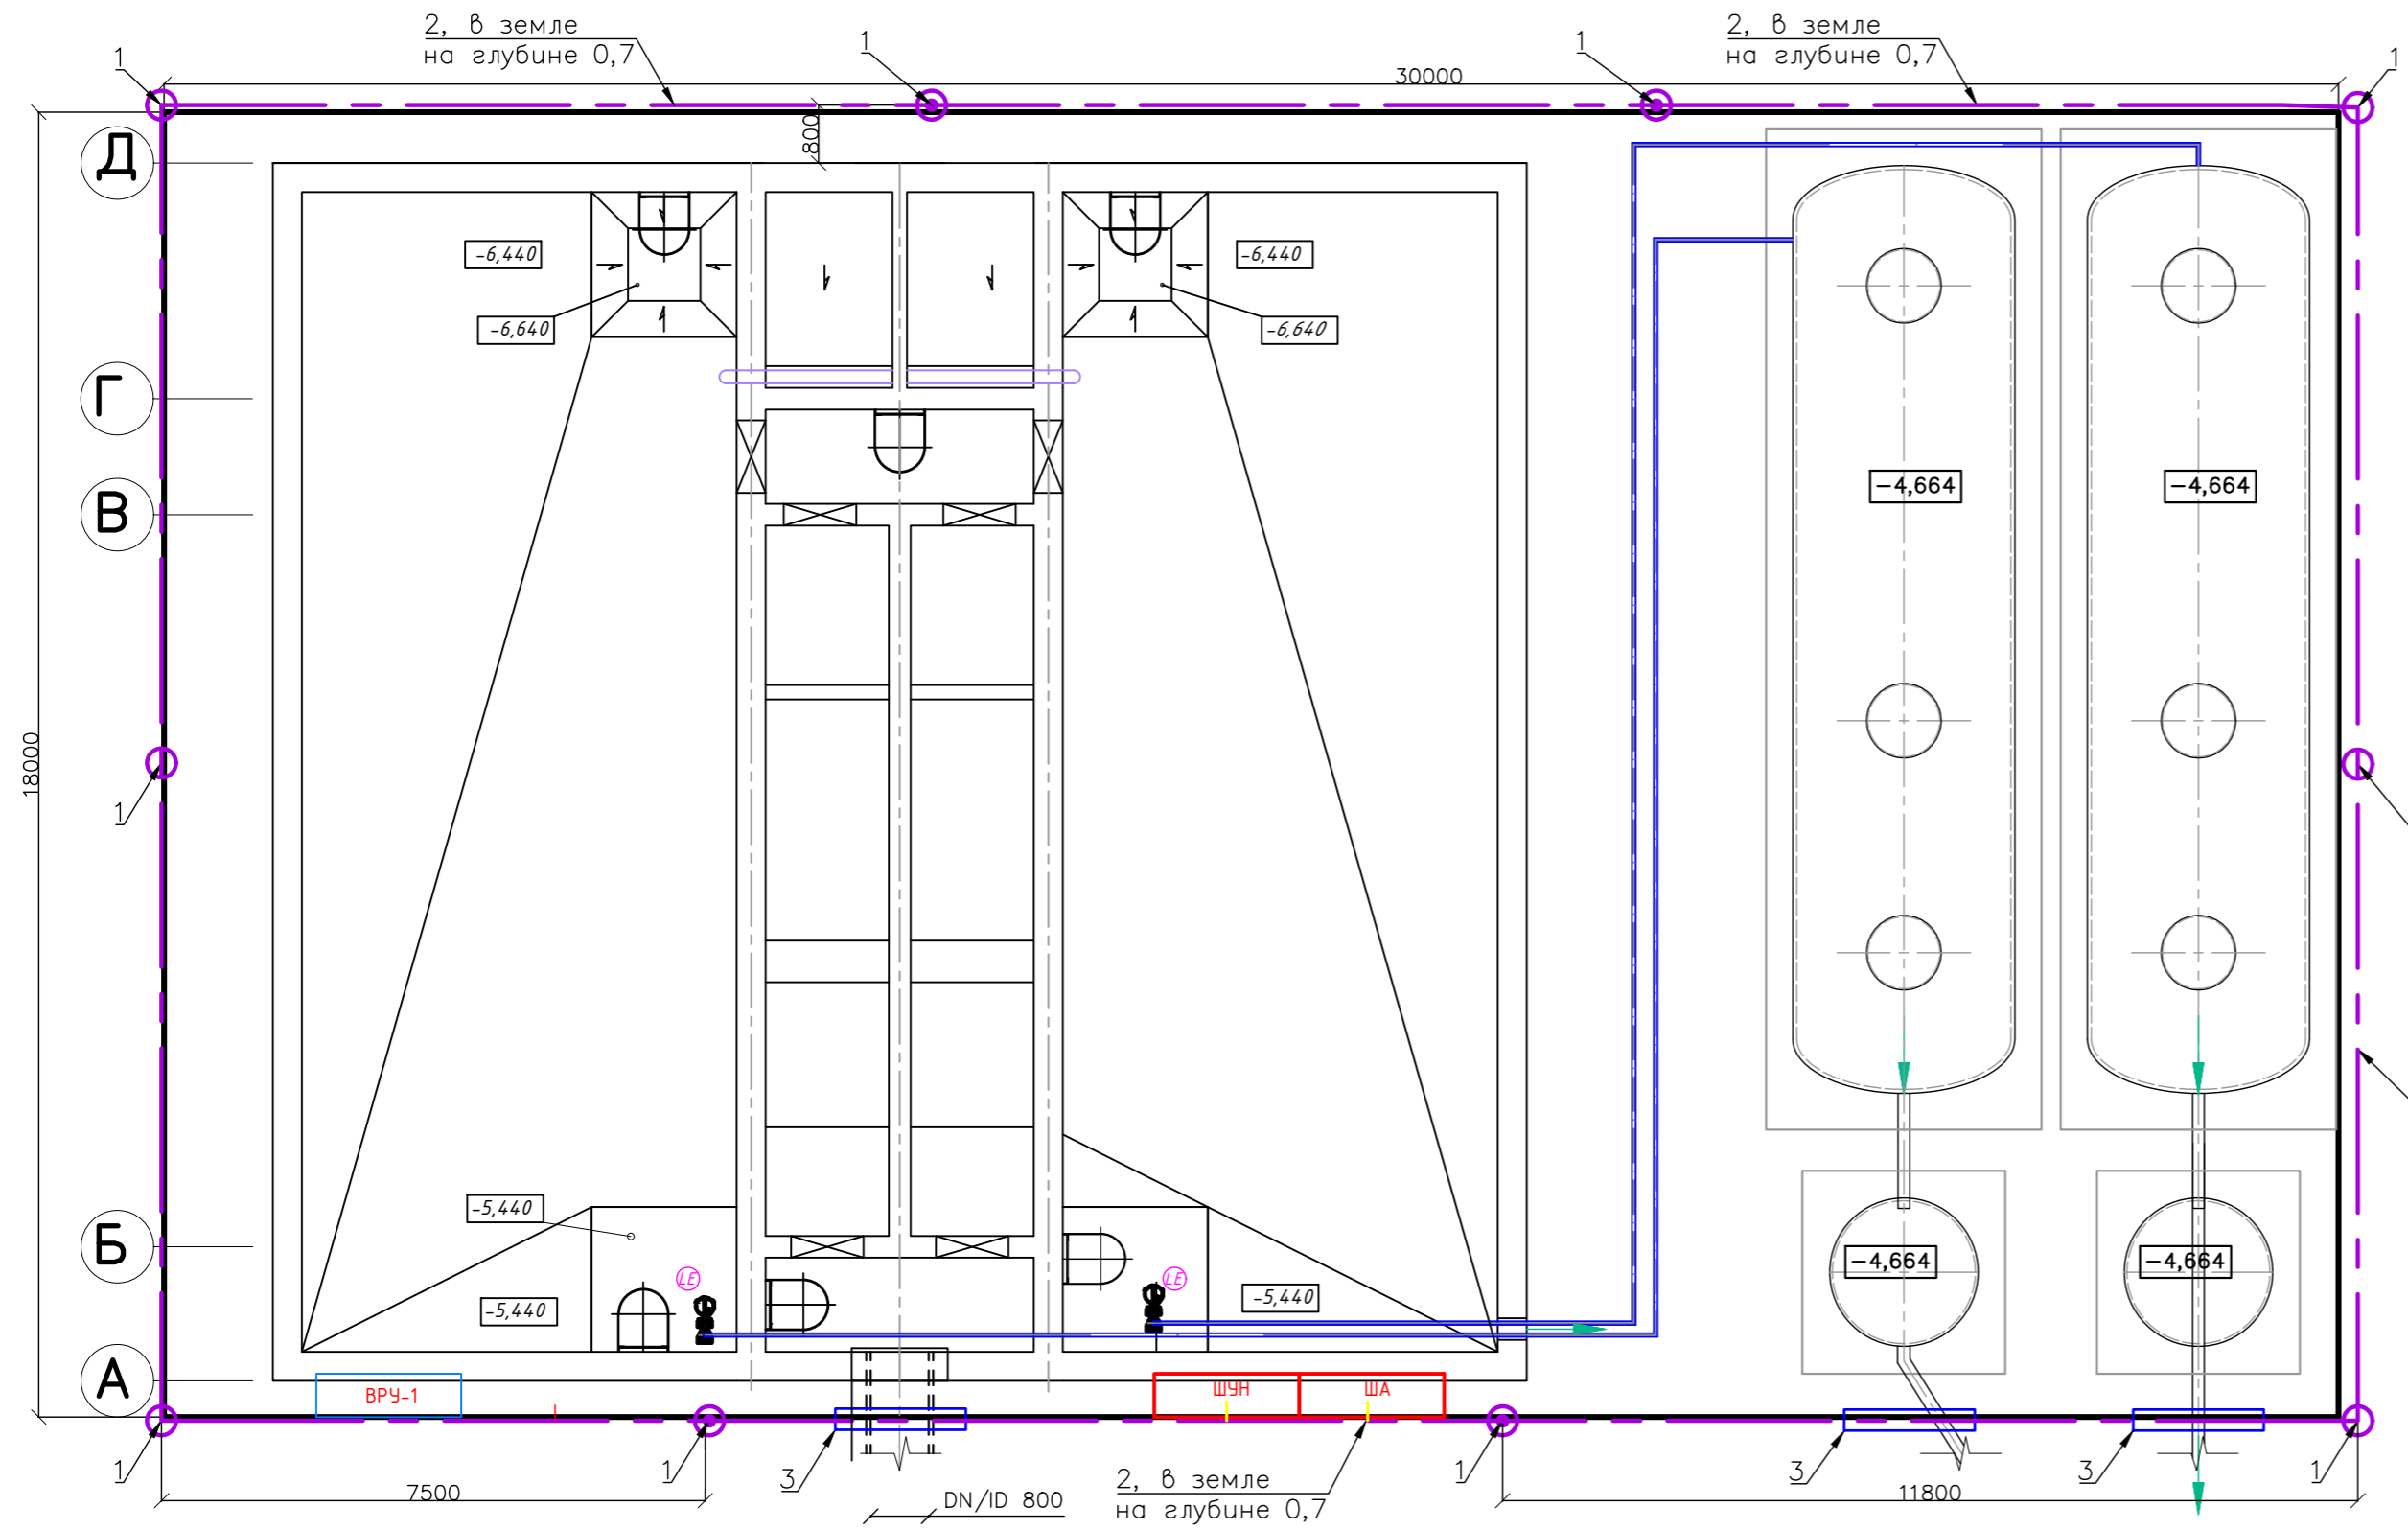 2, в земле
на глубине 0,7
2, в земле
на глубине 0,7
1
1
1
1
30000
800
Д
-6,440
-6,440
-6,640
-6,640
Г
В
-4,664
-4,664
18000
1
-5,440
Б
LE
LE
-4,664
-4,664
-5,440
-5,440
А
ВРУ-1
ШУН
ША
1
1
3
1
3
3
1
7500
DN/ID 800
2, в земле
на глубине 0,7
11800